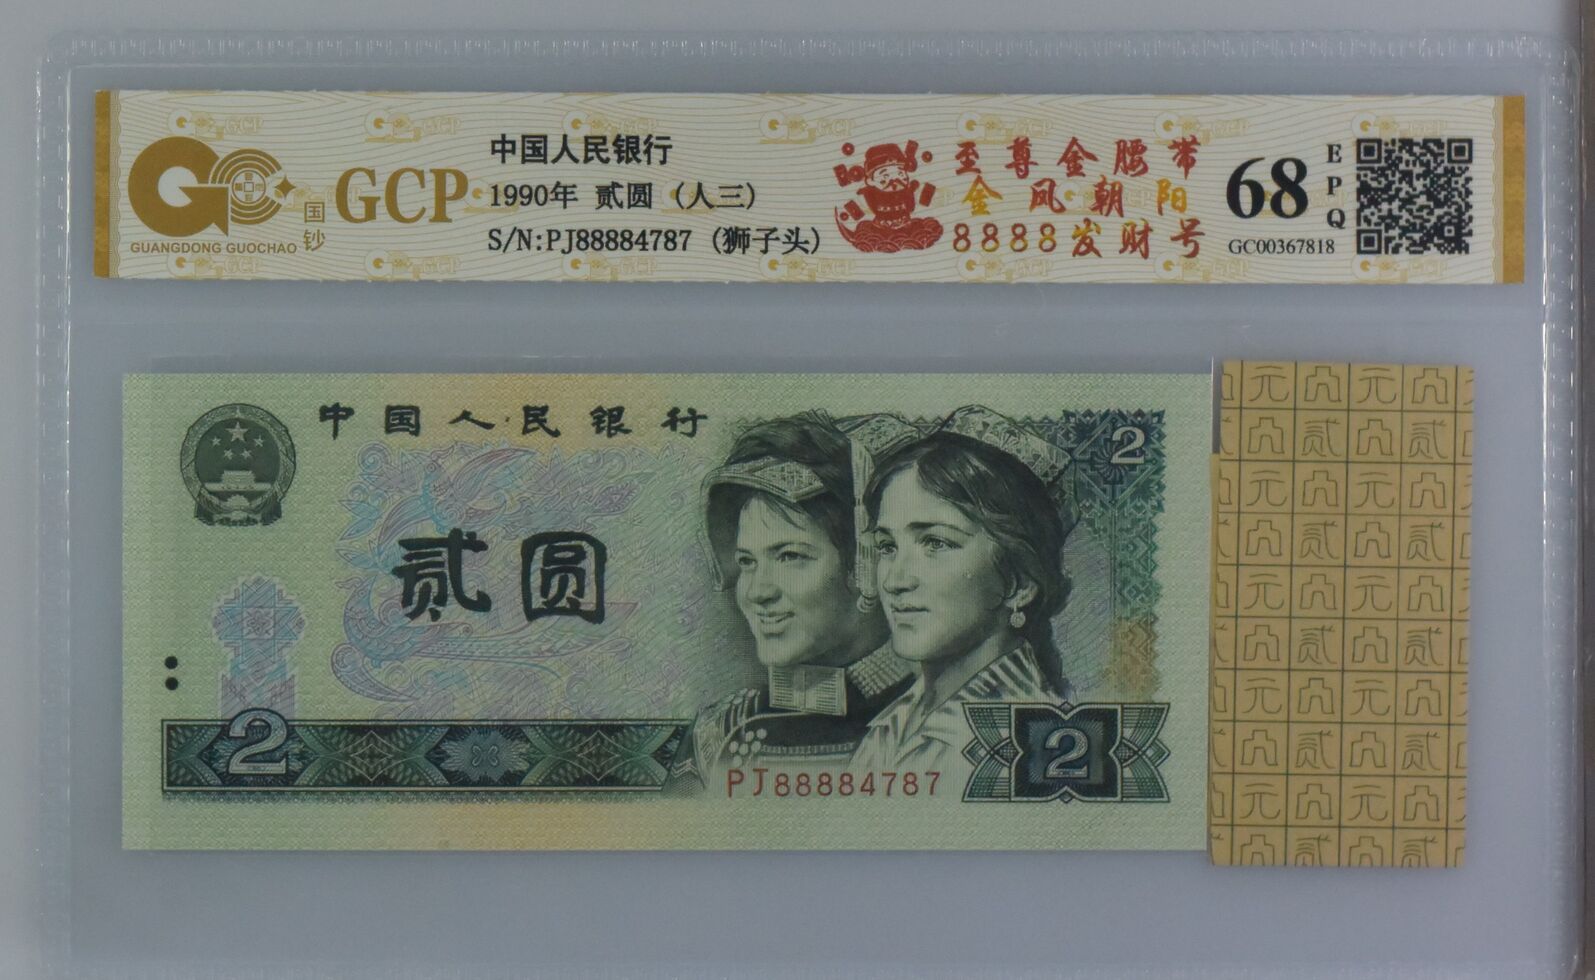 中国人民银行
1990年 贰圆 (人三)
S/N:PJ88884787 (狮子头)
GCP
国钞
GUANGDONG GUOCHAO
至尊金腰带
金凤朝阳
8888发财号
68
EPQ
GC00367818
中国人民银行
2
贰圆
2
PJ88884787
2